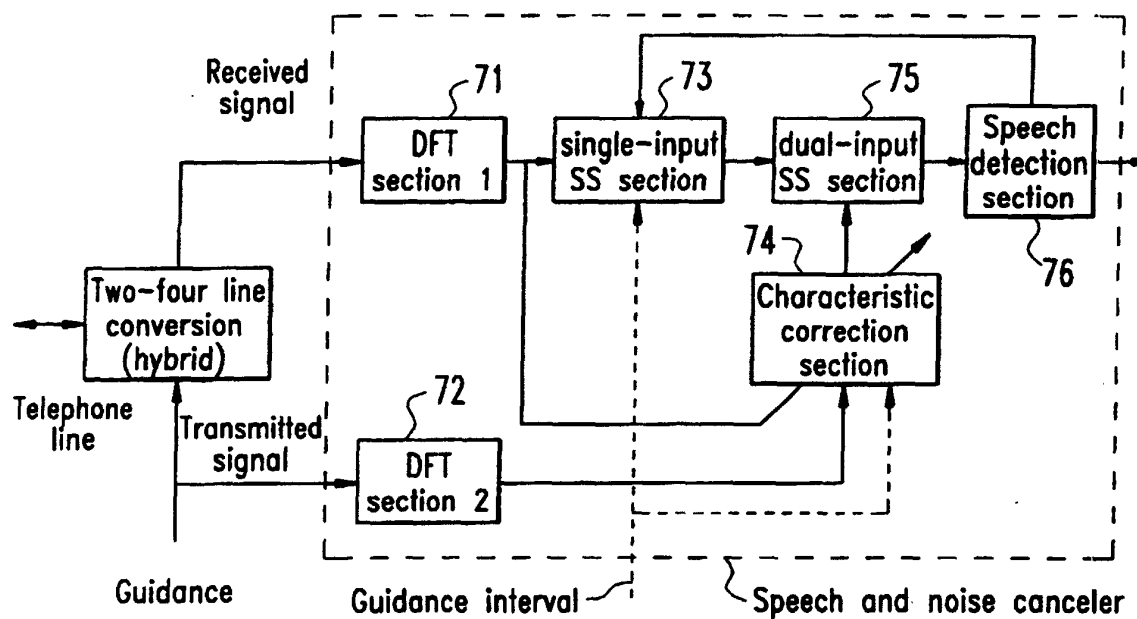 Received
signal
71
DFT
section 1
73
single-input
SS section
75
dual-input
SS section
Speech
detection
section
76
Two-four line
conversion
(hybrid)
Telephone
line
Transmitted
signal
72
DFT
section 2
74
Characteristic
correction
section
Guidance
Guidance interval
Speech and noise canceler